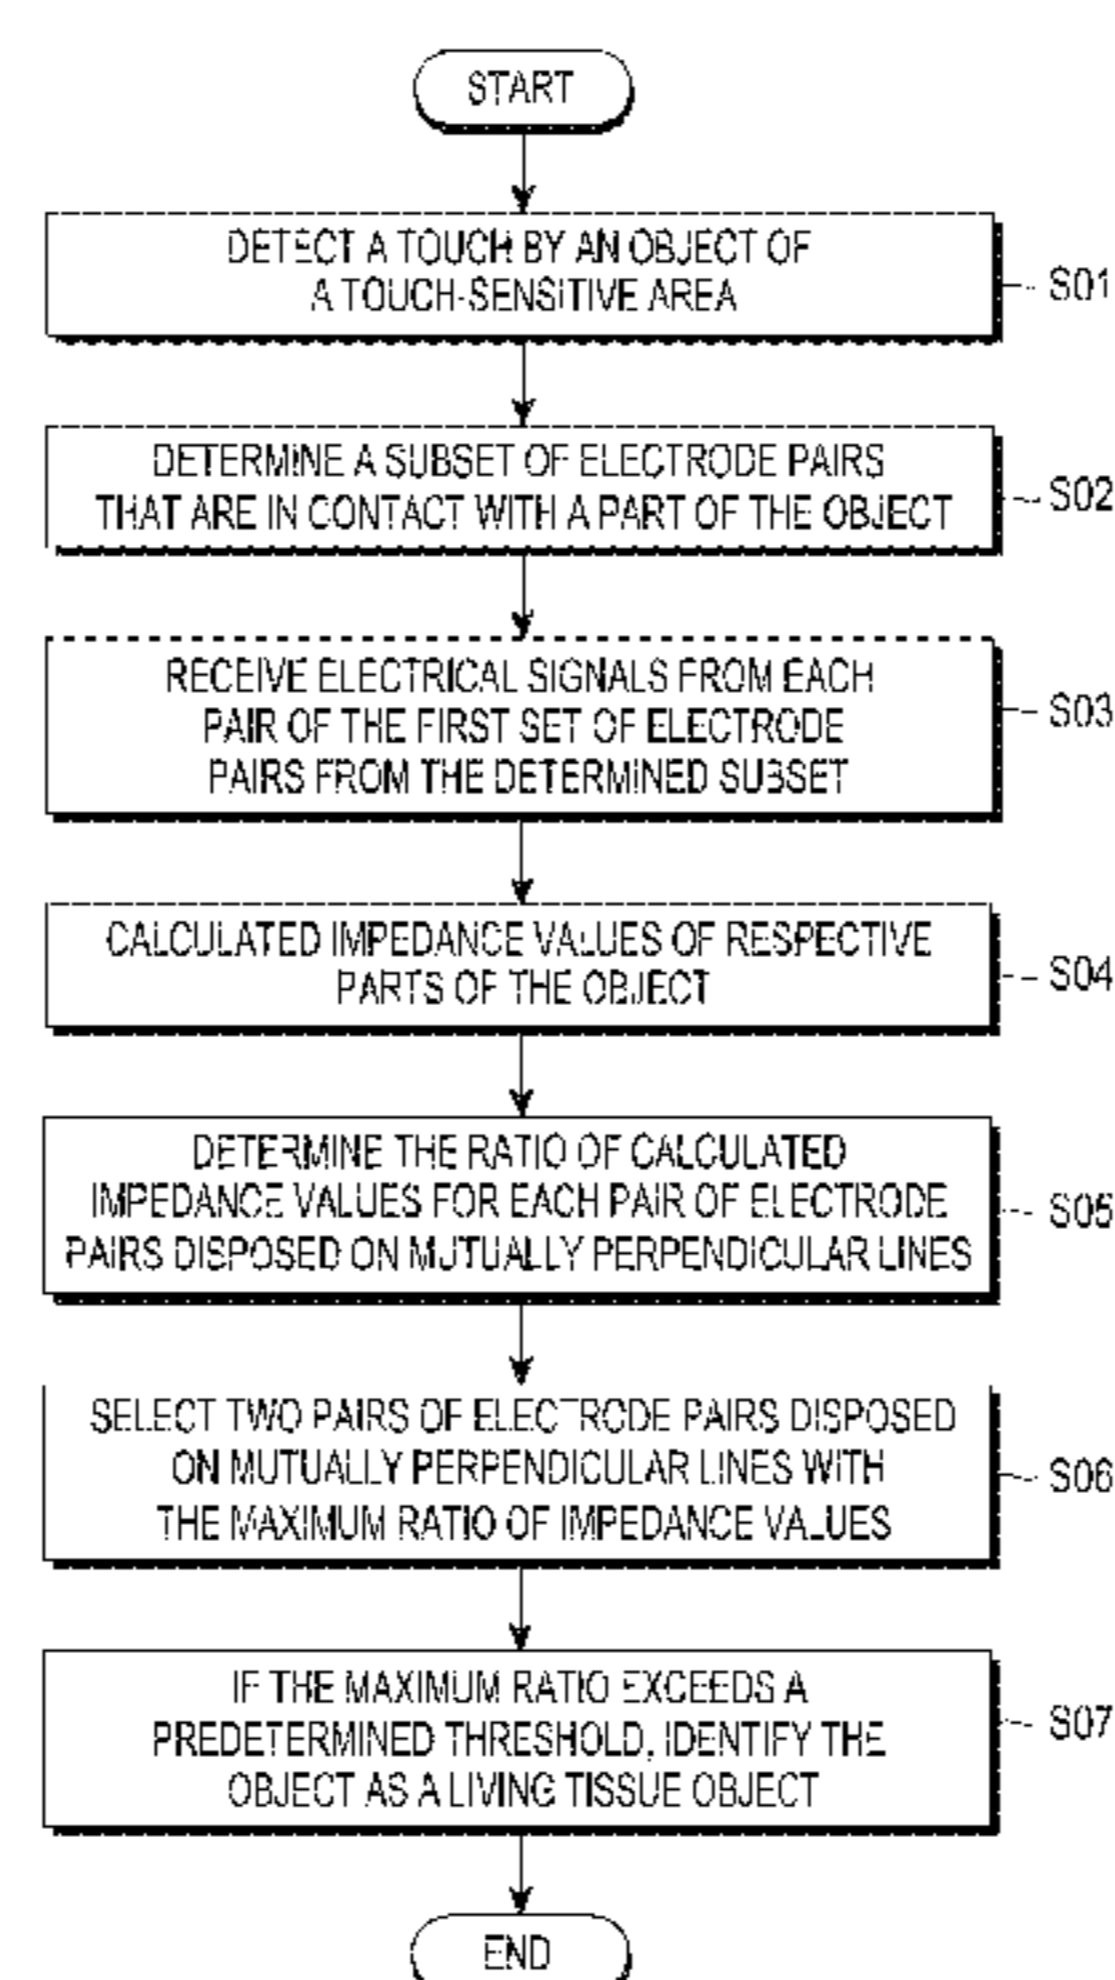 START
DETECT A TOUCH BY AN OBJECT OF
A TOUCH-SENSITIVE AREA
S01
DETERMINE A SUBSET OF ELECTRODE PAIRS
THAT ARE IN CONTACT WITH A PART OF THE OBJECT
S02
RECEIVE ELECTRICAL SIGNALS FROM EACH
PAIR OF THE FIRST SET OF ELECTRODE
PAIRS FROM THE DETERMINED SUBSET
S03
CALCULATED IMPEDANCE VALUES OF RESPECTIVE
PARTS OF THE OBJECT
S04
DETERMINE THE RATIO OF CALCULATED
IMPEDANCE VALUES FOR EACH PAIR OF ELECTRODE
PAIRS DISPOSED ON MUTUALLY PERPENDICULAR LINES
S05
SELECT TWO PAIRS OF ELECTRODE PAIRS DISPOSED
ON MUTUALLY PERPENDICULAR LINES WITH
THE MAXIMUM RATIO OF IMPEDANCE VALUES
S06
IF THE MAXIMUM RATIO EXCEEDS A
PREDETERMINED THRESHOLD, IDENTIFY THE
OBJECT AS A LIVING TISSUE OBJECT
S07
END